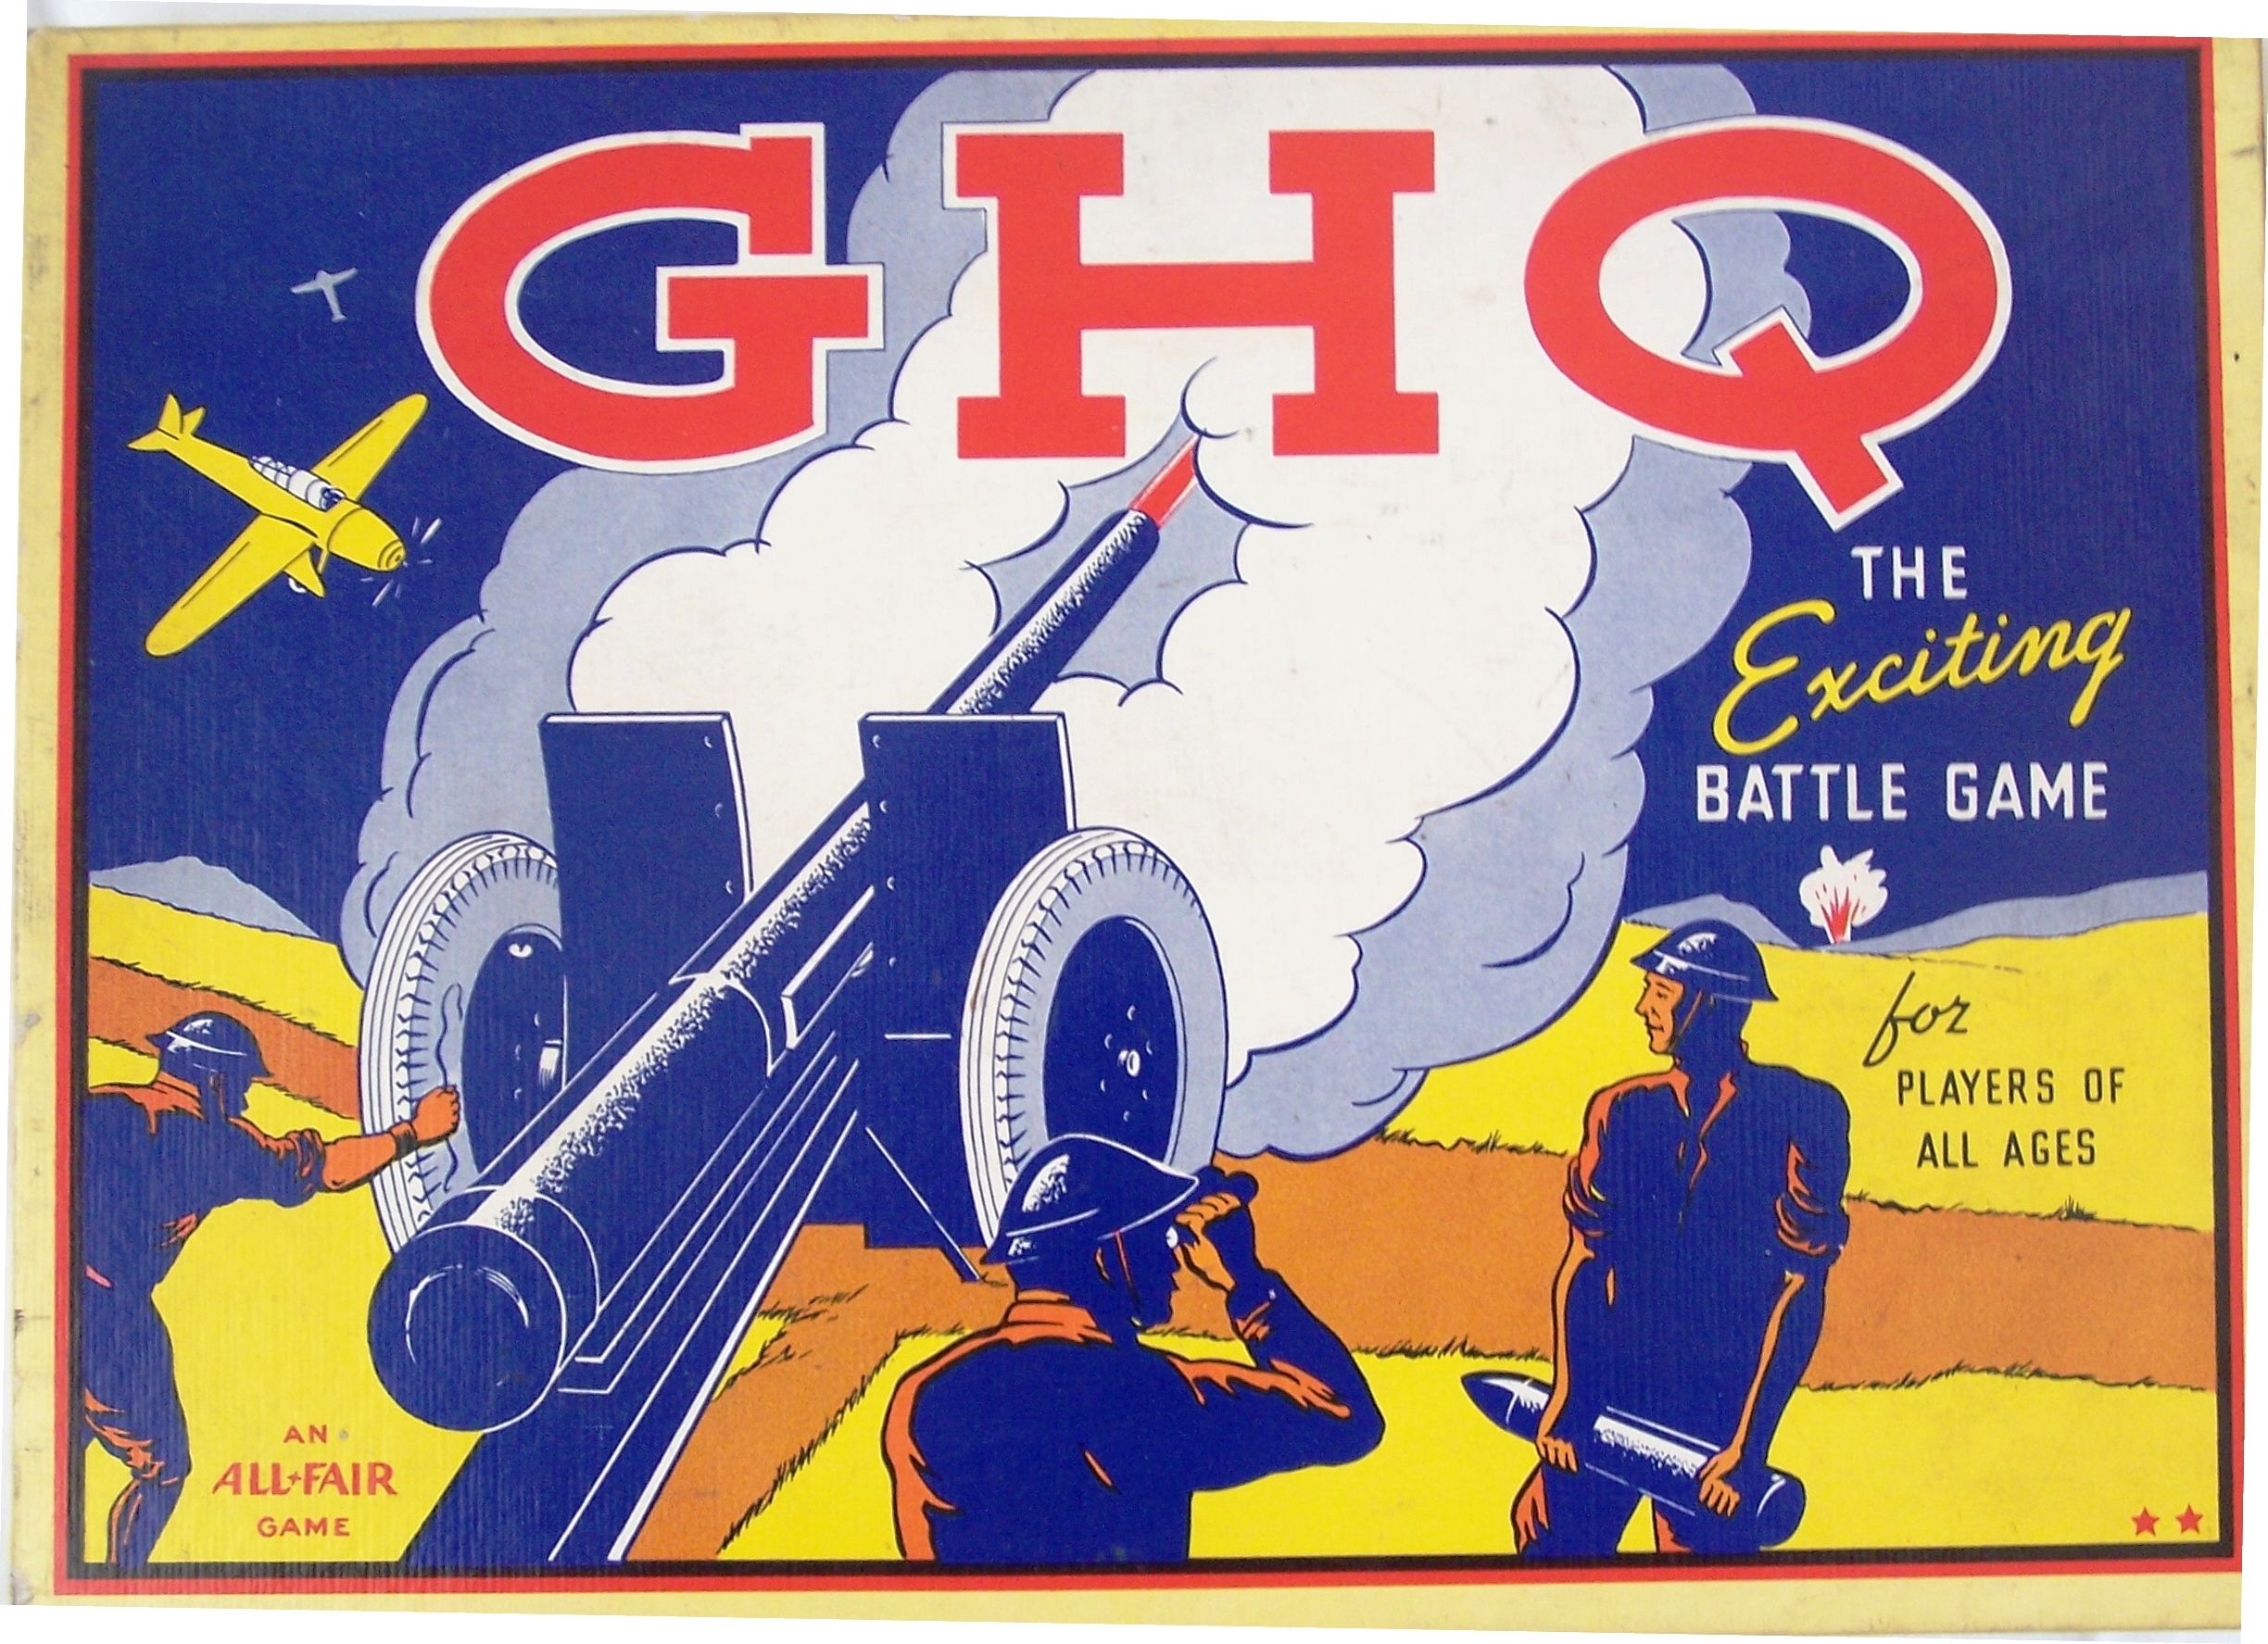 GHQ
THE
Exciting
BATTLE GAME
for
PLAYERS OF
ALL AGES
AN
ALL-FAIR
GAME